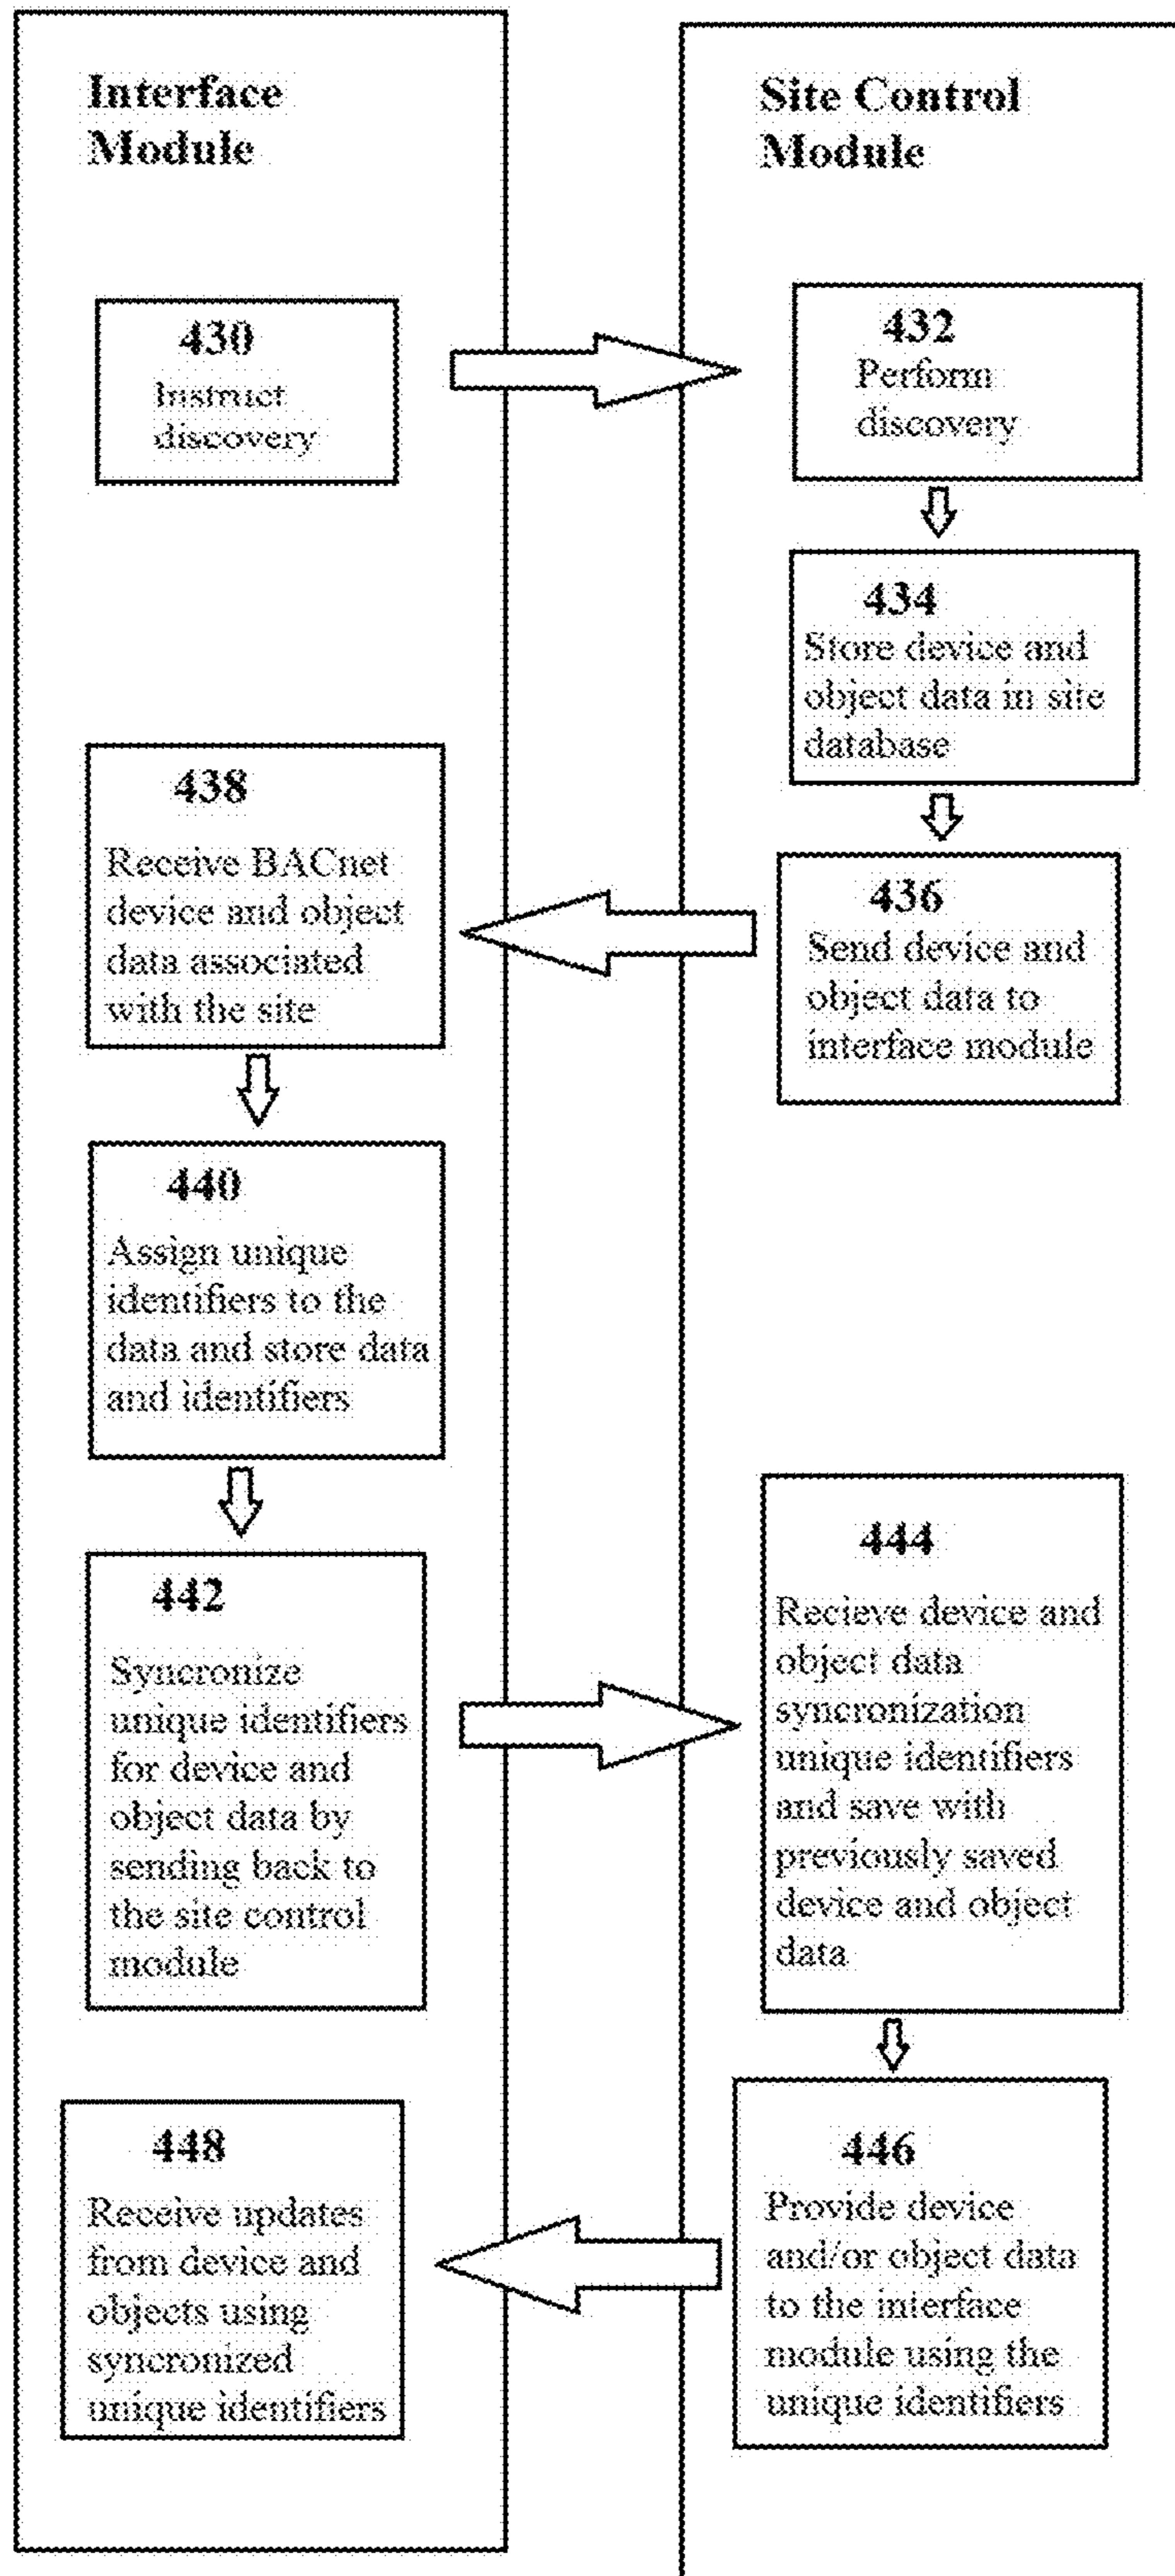 Interface
Module
Site Control
Module
430
Instruct
discovery
432
Perform
discovery
434
Store device and
object data in site
database
436
Send device and
object data to
interface module
438
Receive BACnet
device and object
data associated
with the site
440
Assign unique
identifiers to the
data and store data
and identifiers
442
Syncronize
unique identifiers
for device and
object data by
sending back to
the site control
module
444
Recieve device and
object data
syncronization
unique identifiers
and save with
previously saved
device and object
data
446
Provide device
and/or object data
to the interface
module using the
unique identifiers
448
Receive updates
from device and
objects using
syncronized
unique identifiers